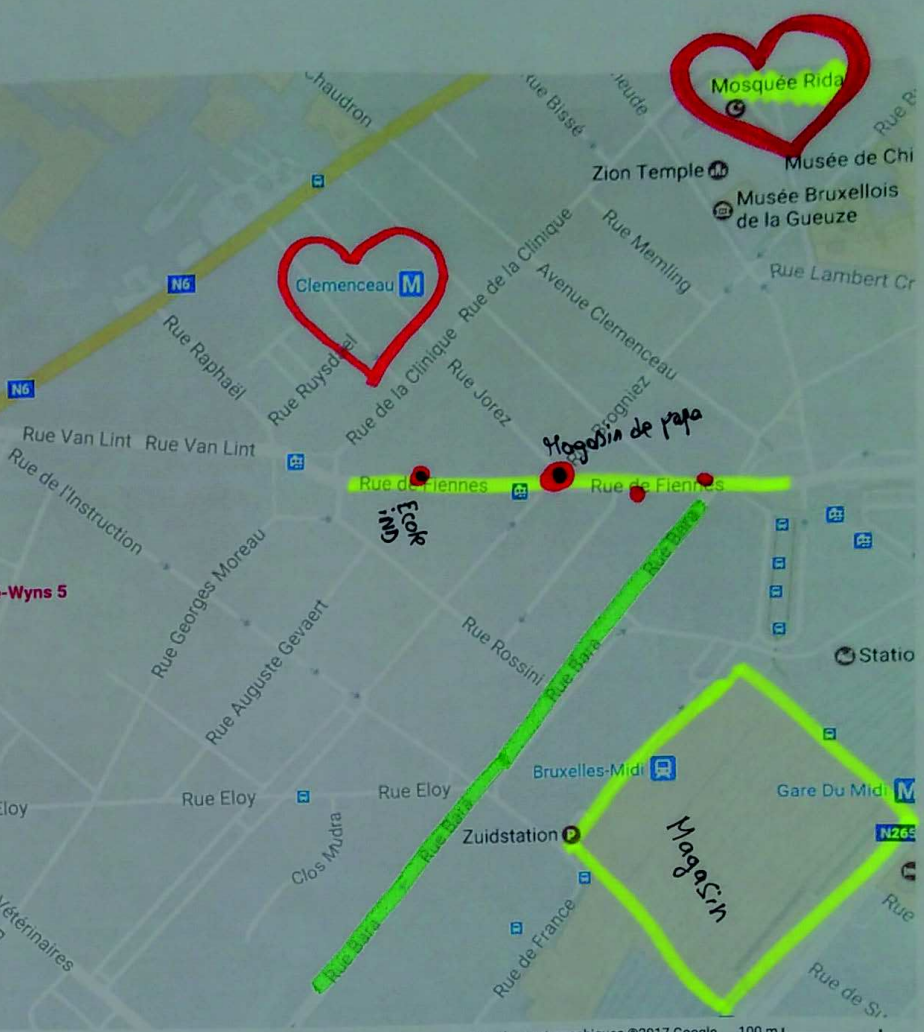 Chaudron
Rue Bissé
Mosquée Rida
Zion Temple
Musée de Chi
Musée Bruxellois
de la Gueuze
Rue Memling
Rue Lambert Cr
N6
Clemenceau M
Rue de la Clinique
Avenue Clemenceau
Rue Raphaël
Rue Ruysdael
Rue de la Clinique
Rue Jorez
N6
Magasin de papa
Rue Van Lint
Rue Van Lint
Rue de Fiennes
Rue de Fiennes
Rue de l'Instruction
Ecole
Rue Bara
Rue Georges Moreau
-Wyns 5
Rue Auguste Gevaert
Rue Rossini
Rue Bara
Statio
Bruxelles-Midi
Gare Du Midi M
Rue Eloy
Rue Eloy
Eloy
Zuidstation P
N265
Magasin
Rue Bara
Clos Mudra
Rue
Vétérinaires
Rue Bara
Rue de France
©2017 Google
100 m